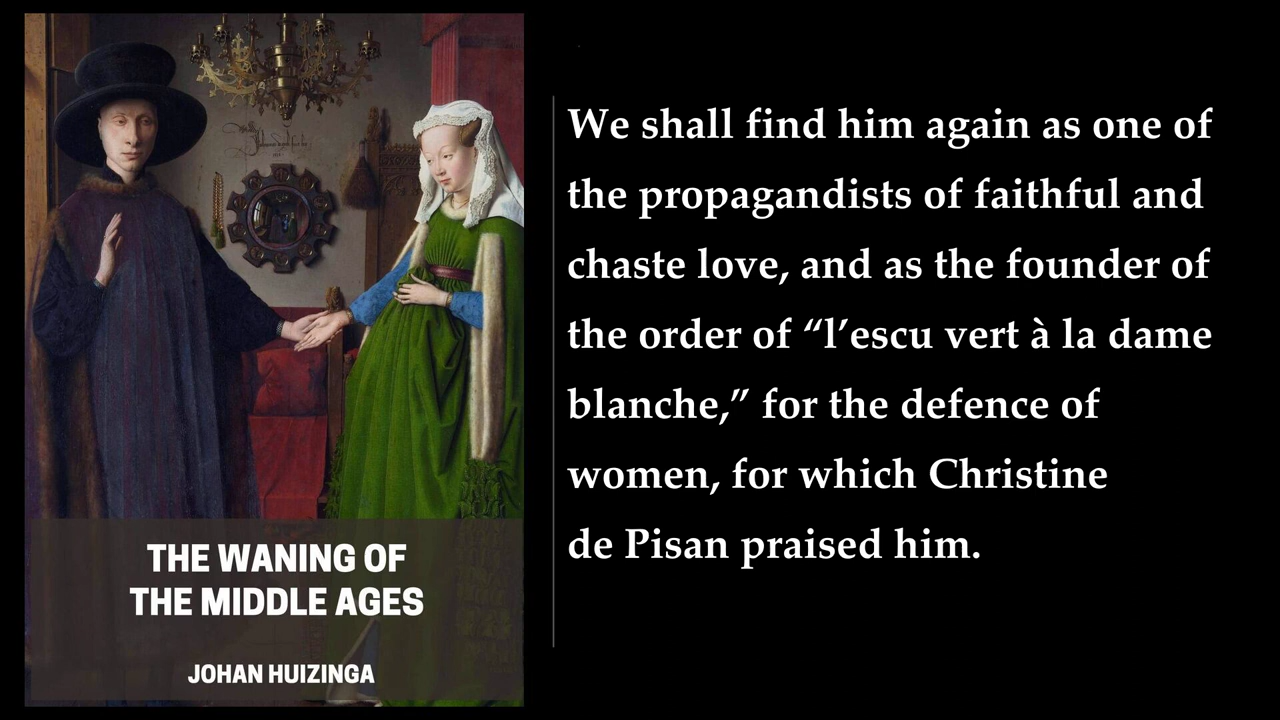 THE WANING OF
THE MIDDLE AGES
JOHAN HUIZINGA
We shall find him again as one of
the propagandists of faithful and
chaste love, and as the founder of
the order of “l’escu vert à la dame
blanche,” for the defence of
women, for which Christine
de Pisan praised him.